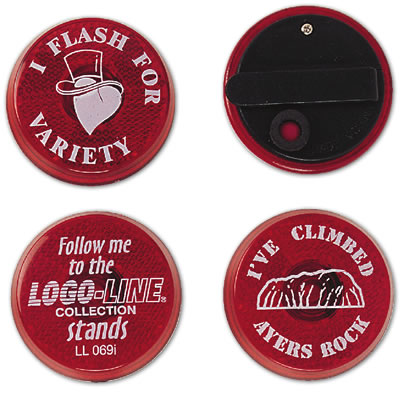 I FLASH FOR
VARIETY
Follow me
to the
LOGO-LINE®
COLLECTION
stands
LL 069i
I'VE CLIMBED
AYERS ROCK